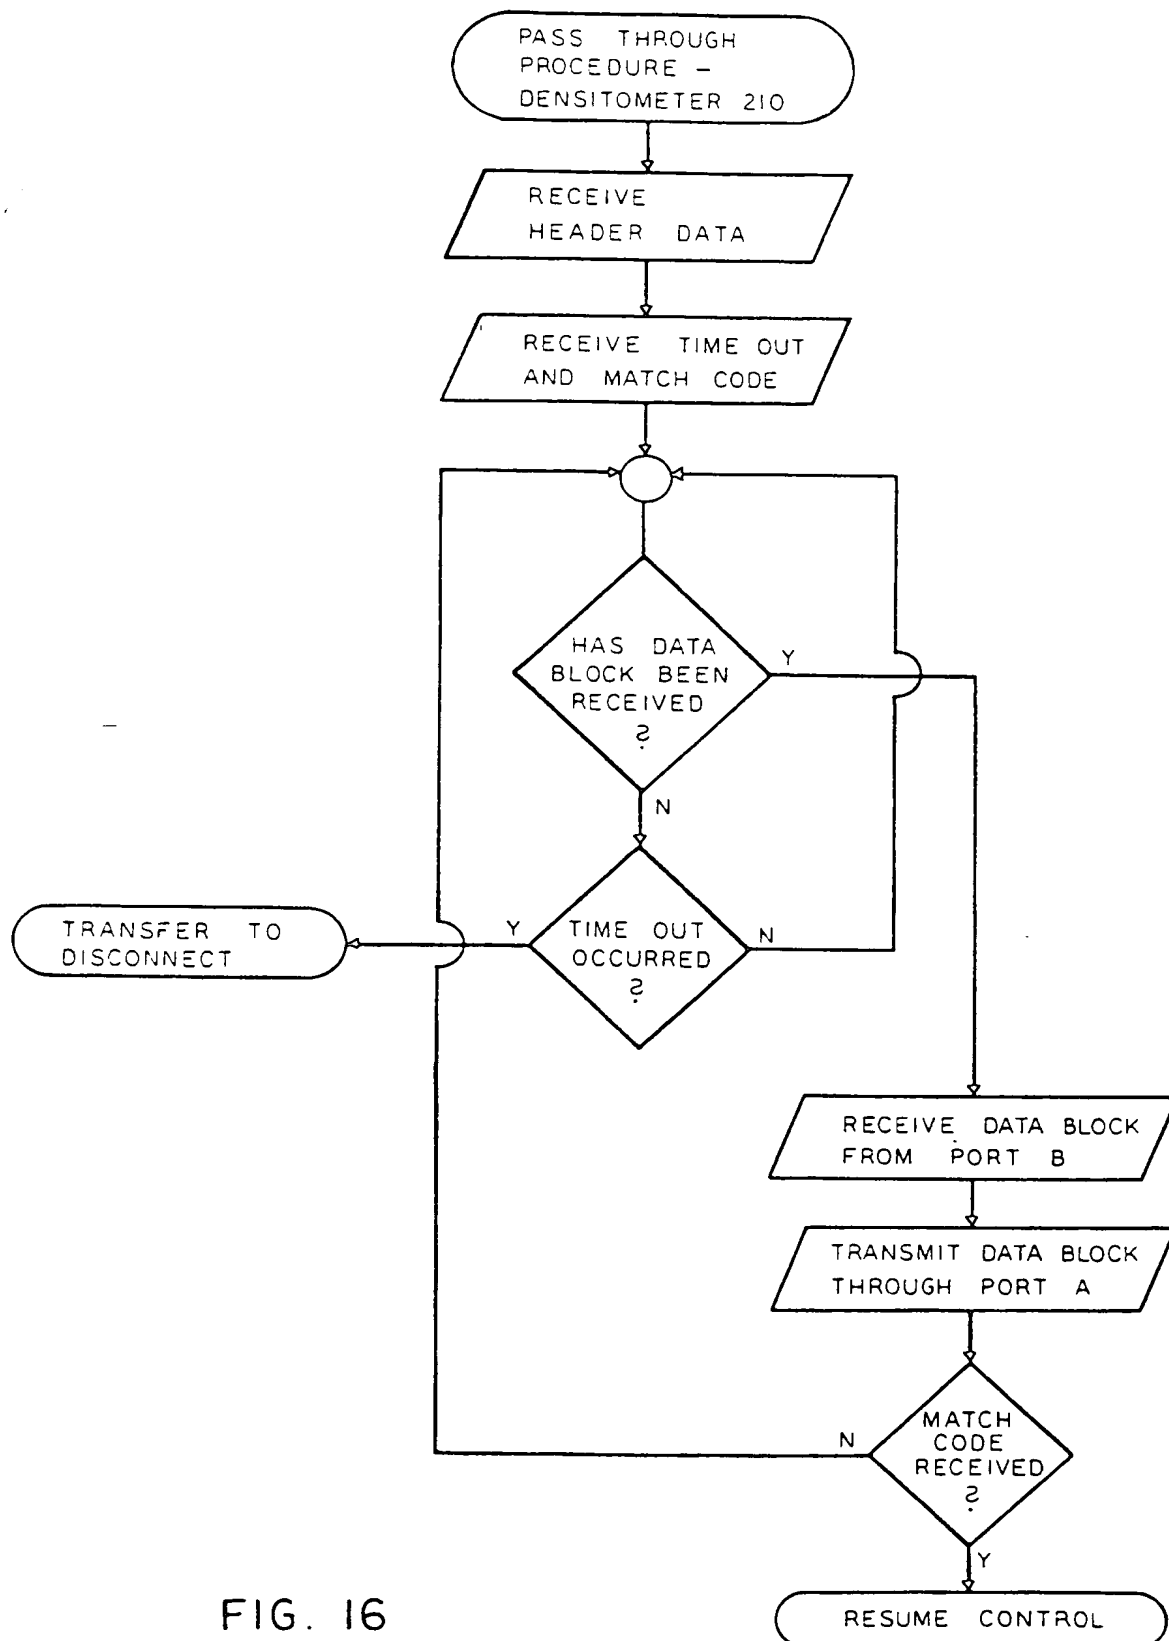 PASS THROUGH
PROCEDURE –
DENSITOMETER 210
RECEIVE
HEADER DATA
RECEIVE TIME OUT
AND MATCH CODE
HAS DATA
BLOCK BEEN
RECEIVED
?
Y
N
TIME OUT
OCCURRED
?
Y
N
TRANSFER TO
DISCONNECT
RECEIVE DATA BLOCK
FROM PORT B
TRANSMIT DATA BLOCK
THROUGH PORT A
MATCH
CODE
RECEIVED
?
N
Y
RESUME CONTROL
FIG. 16